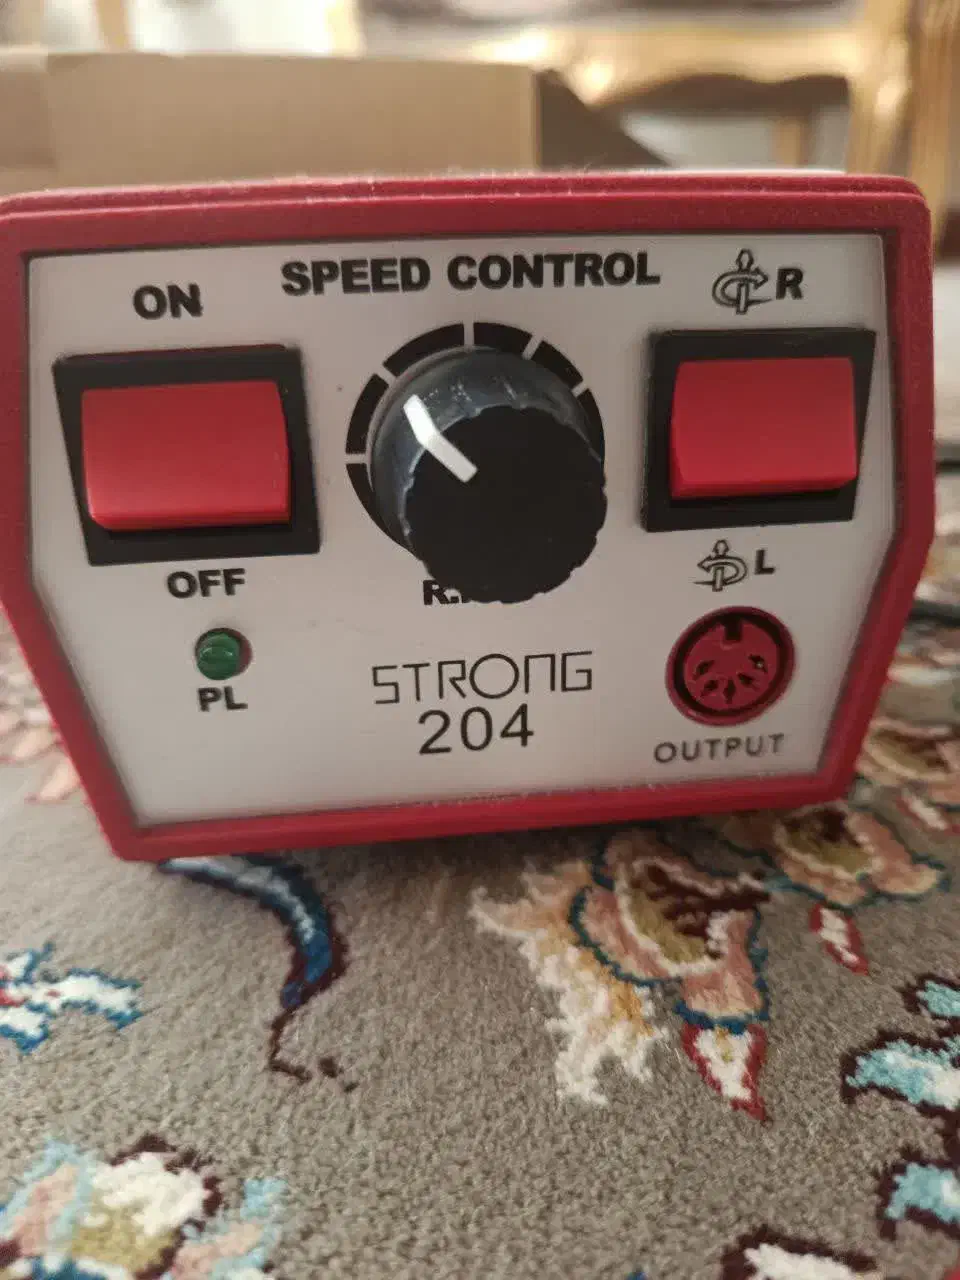 SPEED CONTROL
ON
R
OFF
L
PL
STRONG
204
OUTPUT